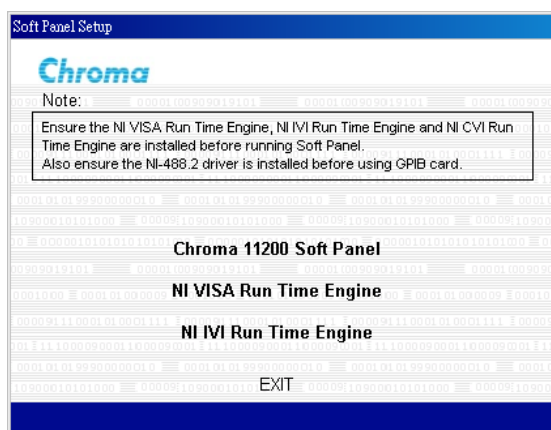 Soft Panel Setup
Chroma
Note:
Ensure the NI VISA Run Time Engine, NI IVI Run Time Engine and NI CVI Run
Time Engine are installed before running Soft Panel.
Also ensure the NI-488.2 driver is installed before using GPIB card.
Chroma 11200 Soft Panel
NI VISA Run Time Engine
NI IVI Run Time Engine
EXIT